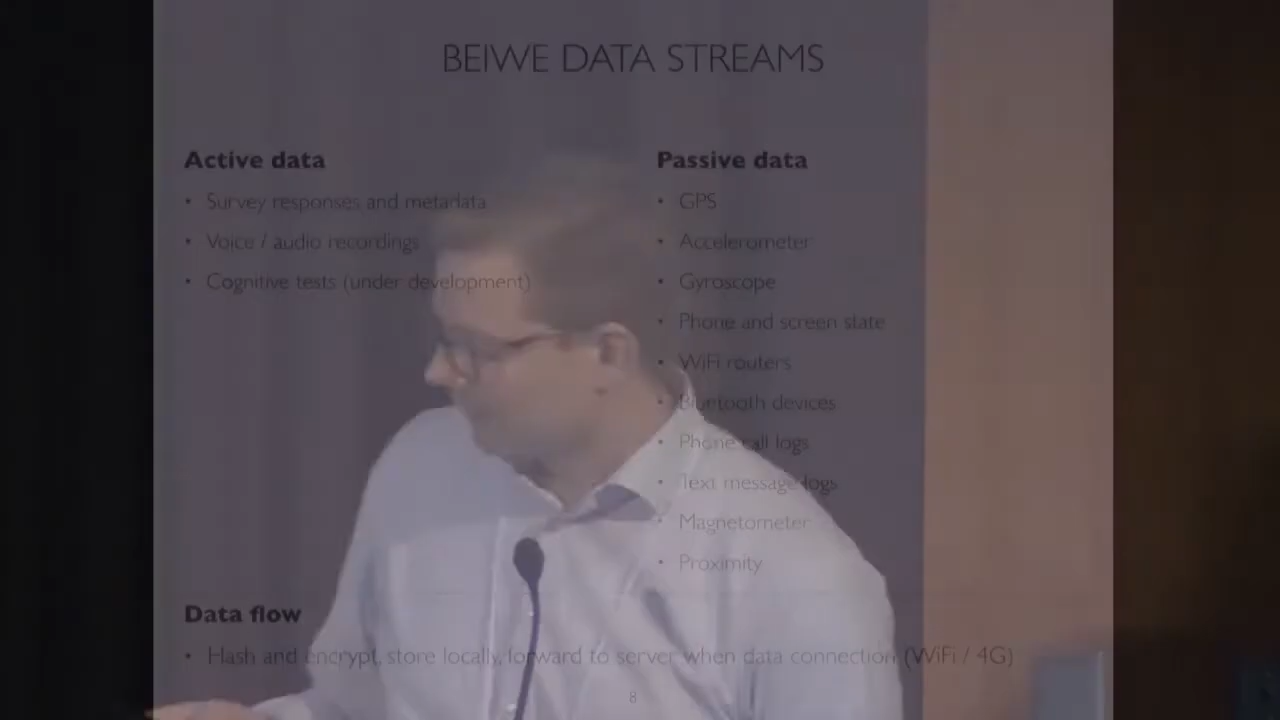 BEIWE DATA STREAMS
Active data
• Survey responses and metadata
• Voice / audio recordings
• Cognitive tests (under development)
Passive data
• GPS
• Accelerometer
• Gyroscope
• Phone and screen state
• WiFi routers
• Bluetooth devices
• Phone call logs
• Text message logs
• Magnetometer
• Proximity
Data flow
• Hash and encrypt, store locally, forward to server when data connection (WiFi / 4G)
8